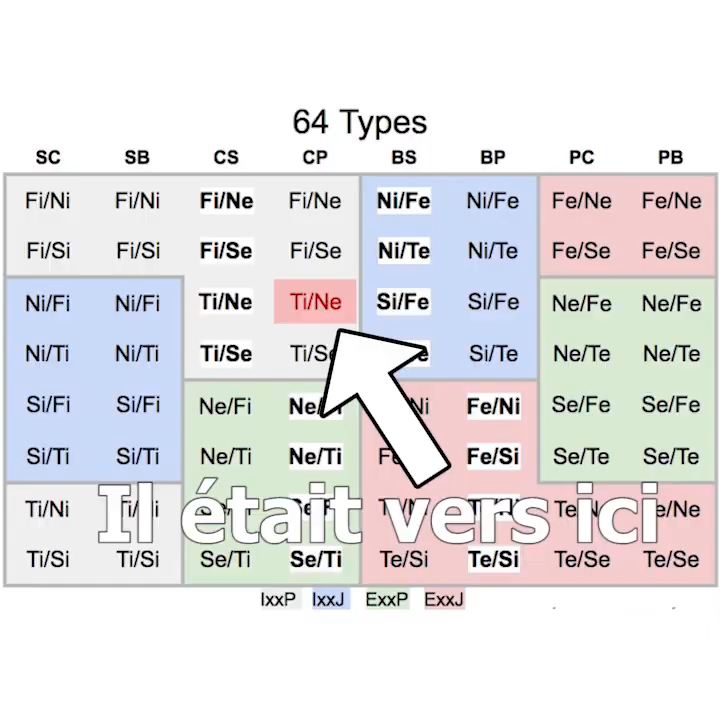 64 Types
SC SB CS CP BS BP PC PB
Fi/Ni Fi/Ni Fi/Ne Fi/Ne Ni/Fe Ni/Fe Fe/Ne Fe/Ne
Fi/Si Fi/Si Fi/Se Fi/Se Ni/Te Ni/Te Fe/Se Fe/Se
Ni/Fi Ni/Fi Ti/Ne Ti/Ne Si/Fe Si/Fe Ne/Fe Ne/Fe
Ni/Ti Ni/Ti Ti/Se Si/Te Ne/Te Ne/Te
Si/Fi Si/Fi Ne/Fi Fe/Ni Se/Fe Se/Fe
Si/Ti Si/Ti Ne/Ti Ne/Ti Fe/Si Se/Te Se/Te
Il était vers ici
Ti/Ni
Ti/Si Ti/Si Se/Ti Se/Ti Te/Si Te/Si Te/Se Te/Se
IxxP IxxJ ExxP ExxJ